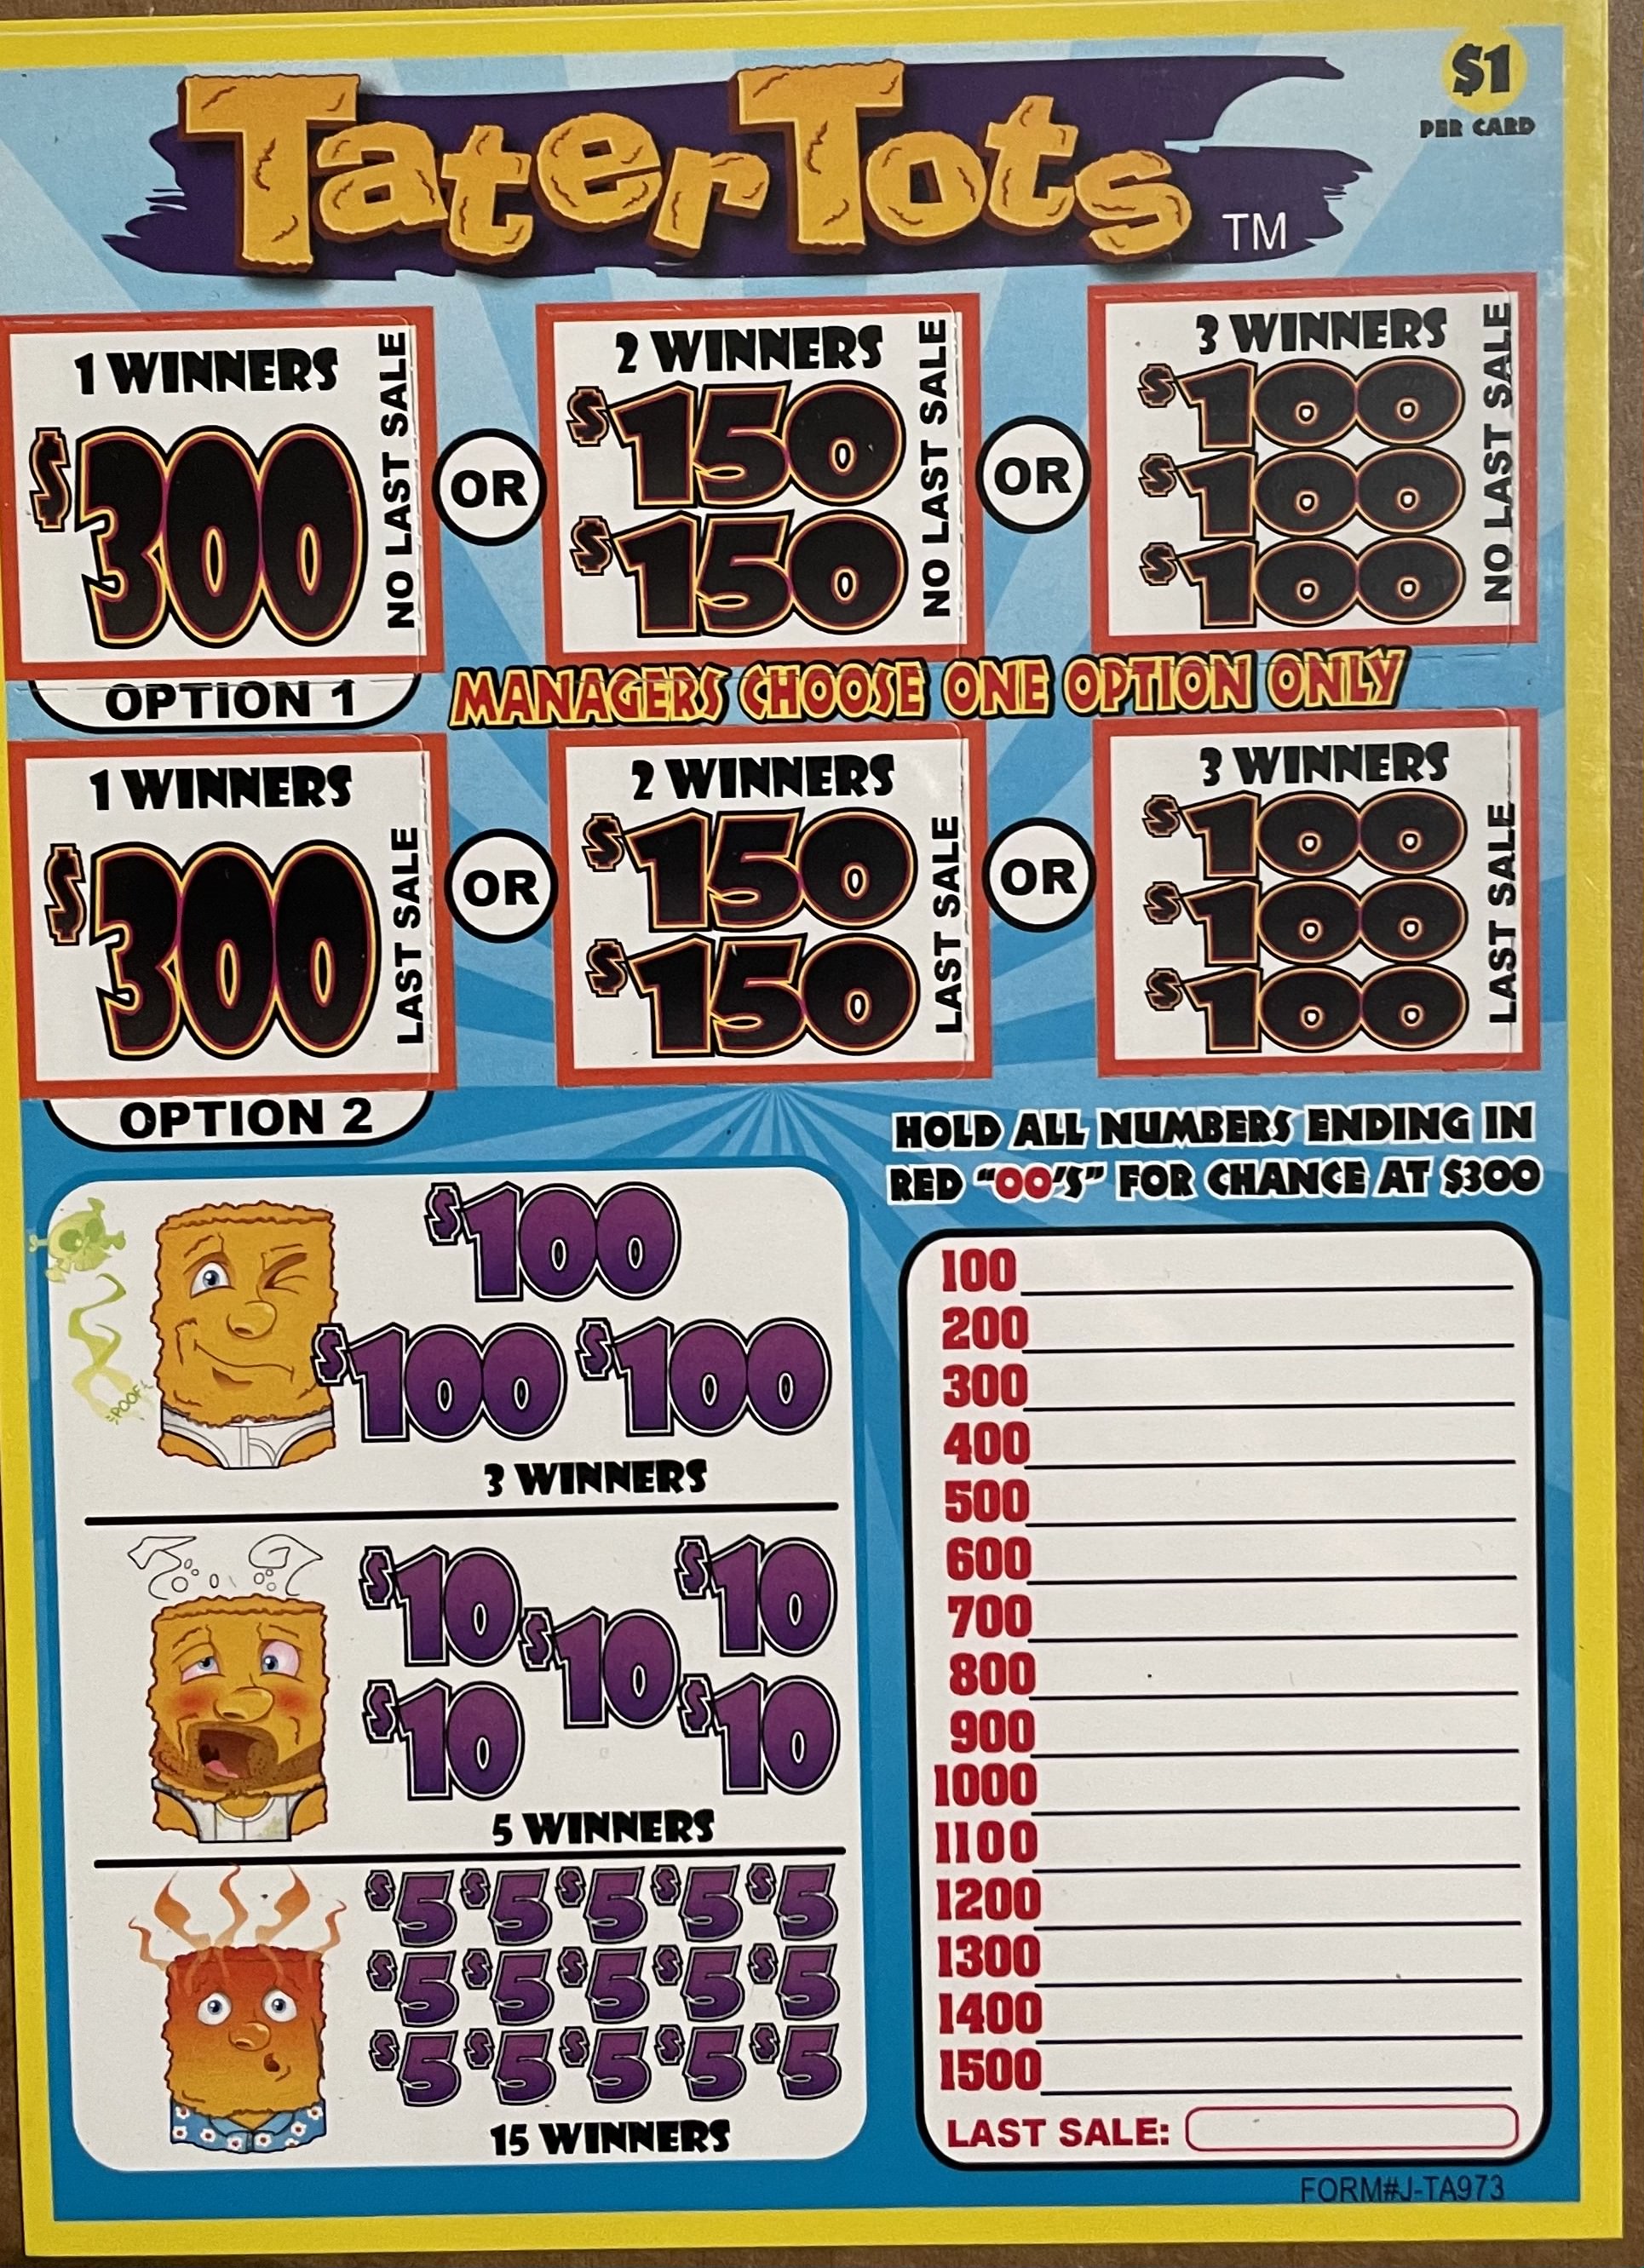 $1
PER CARD
TaterTots TM
1 WINNERS
$300
NO LAST SALE
OR
2 WINNERS
$150
$150
NO LAST SALE
OR
3 WINNERS
$100
$100
$100
NO LAST SALE
OPTION 1
MANAGERS CHOOSE ONE OPTION ONLY
1 WINNERS
$300
LAST SALE
OR
2 WINNERS
$150
$150
LAST SALE
OR
3 WINNERS
$100
$100
$100
LAST SALE
OPTION 2
HOLD ALL NUMBERS ENDING IN
RED "00'S" FOR CHANCE AT $300
POOF!
$100
$100 $100
3 WINNERS
$10 $10
$10
$10 $10
5 WINNERS
$5 $5 $5 $5 $5
$5 $5 $5 $5 $5
$5 $5 $5 $5 $5
15 WINNERS
100
200
300
400
500
600
700
800
900
1000
1100
1200
1300
1400
1500
LAST SALE:
FORM#J-TA973